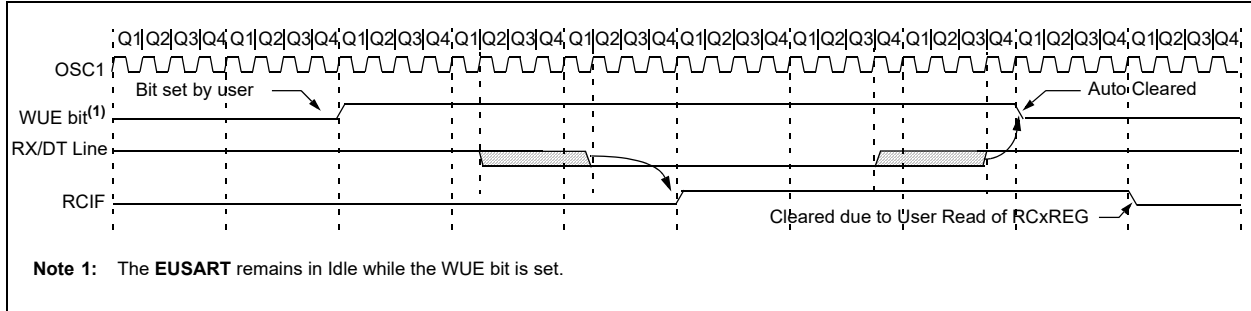 Q1|Q2|Q3|Q4|Q1|Q2|Q3|Q4|Q1|Q2|Q3|Q4|Q1|Q2|Q3|Q4|Q1|Q2|Q3|Q4|Q1|Q2|Q3|Q4|Q1|Q2|Q3|Q4|Q1|Q2|Q3|Q4|Q1|Q2|Q3|Q4|Q1|Q2|Q3|Q4
OSC1
Bit set by user
Auto Cleared
WUE bit(1)
RX/DT Line
RCIF
Cleared due to User Read of RCxREG
Note 1: The EUSART remains in Idle while the WUE bit is set.